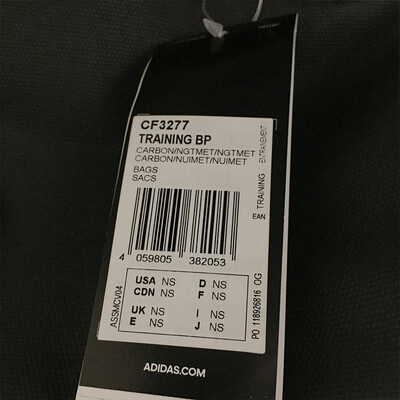 CF3277
TRAINING BP
CARBON/NGTMET/NGTMET
CARBON/NUIMET/NUIMET
BAGS
SACS
4 059805 382053
USA NS D NS
CDN NS F NS
UK NS I NS
E NS J NS
ASSMCV04
EAN TRAINING ENTRAINEMENT
PO 118926816 OG
ADIDAS.COM